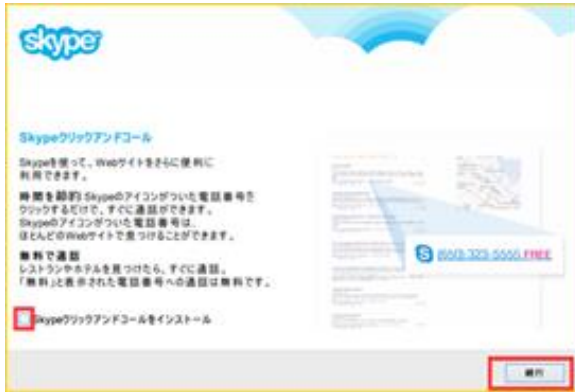 skype
Skypeクリックアンドコール
Skypeを使って、Webサイトをさらに便利に
利用できます。
時間を節約:Skypeのアイコンがついた電話番号を
クリックするだけで、すぐに通話ができます。
Skypeのアイコンがついた電話番号は、
ほとんどのWebサイトで見つけることができます。
無料で通話
レストランやホテルを見つけたら、すぐに通話。
「無料」と表示された電話番号への通話は無料です。
(650)-323-5555 FREE
Skypeクリックアンドコールをインストール
続行